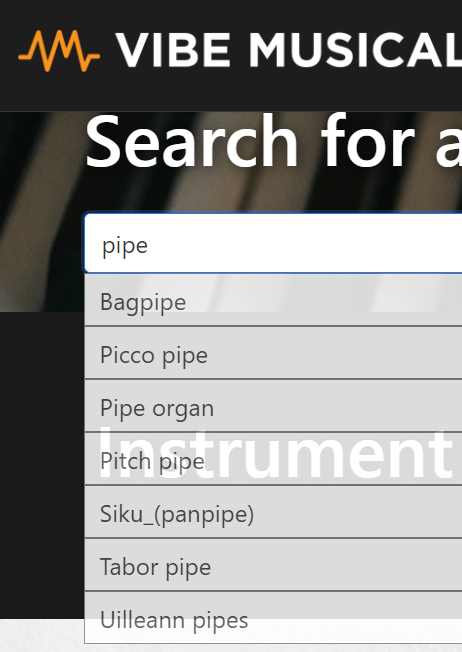 VIBE MUSICAL
Search for a
pipe
Bagpipe
Picco pipe
Pipe organ
Instrument
Pitch pipe
Siku_(panpipe)
Tabor pipe
Uilleann pipes